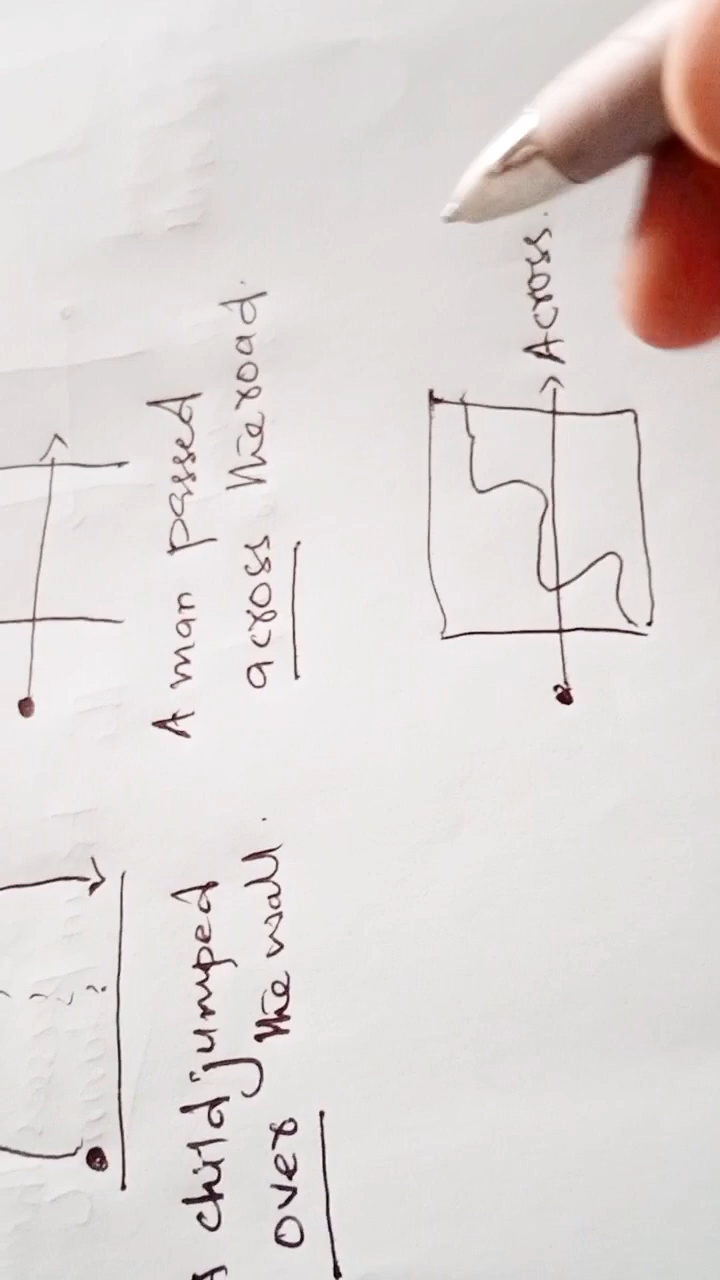 child jumped
over the wall.
A man passed
across the road.
Across.